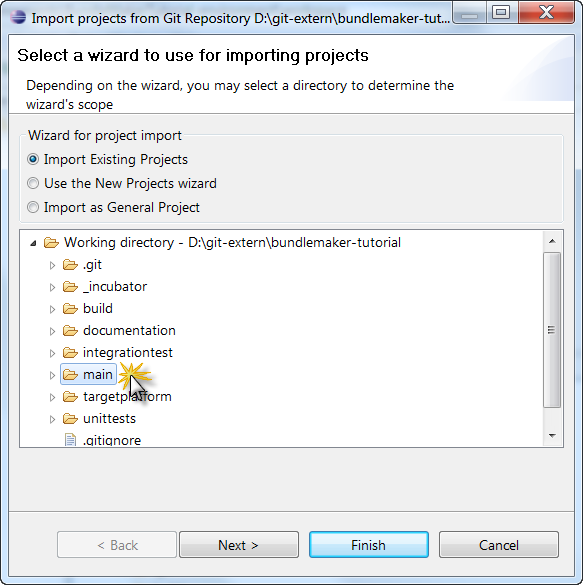 Import projects from Git Repository D:\git-extern\bundlemaker-tut...
Select a wizard to use for importing projects
Depending on the wizard, you may select a directory to determine the
wizard's scope
Wizard for project import
Import Existing Projects
Use the New Projects wizard
Import as General Project
Working directory - D:\git-extern\bundlemaker-tutorial
.git
_incubator
build
documentation
integrationtest
main
targetplatform
unittests
.gitignore
< Back
Next >
Finish
Cancel